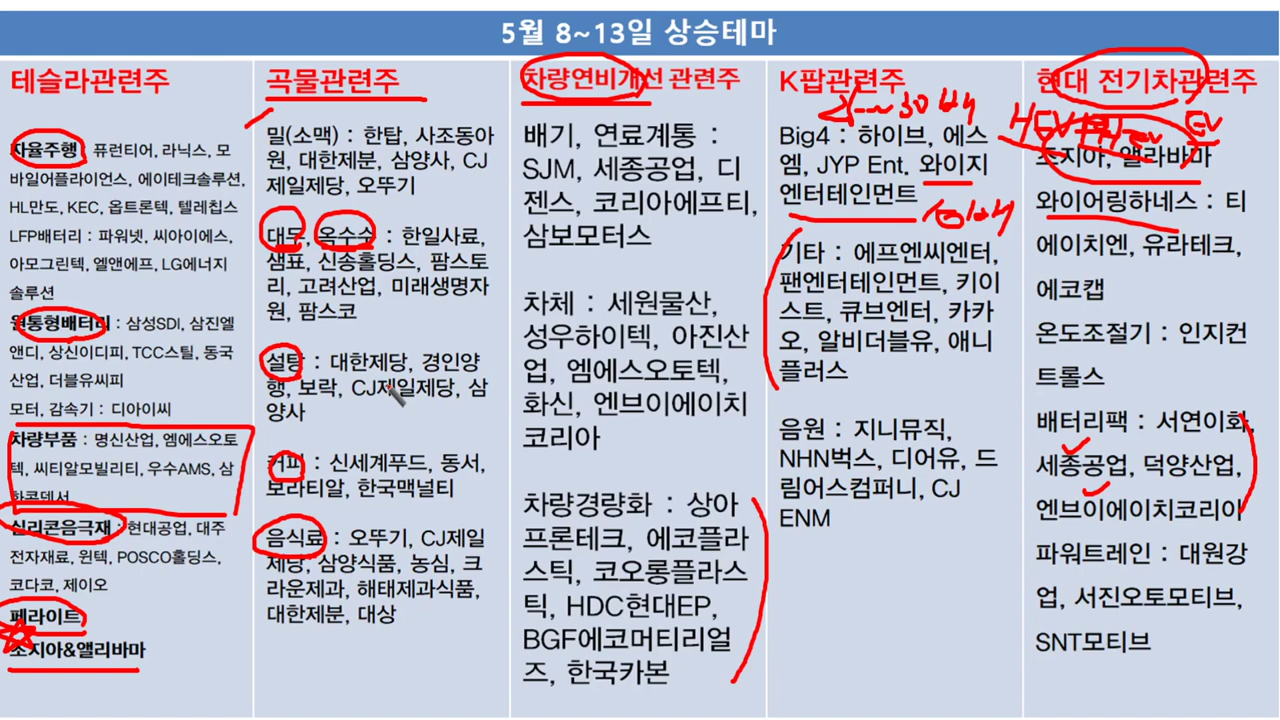 5월 8~13일 상승테마
테슬라관련주
자율주행 : 퓨런티어, 라닉스, 모
바일어플라이언스, 에이테크솔루션,
HL만도, KEC, 옵트론텍, 텔레칩스
LFP배터리 : 파워넷, 씨아이에스,
아모그린텍, 엘앤에프, LG에너지
솔루션
원통형배터리 : 삼성SDI, 삼진엘
앤디, 상신이디피, TCC스틸, 동국
산업, 더블유씨피
모터, 감속기 : 디아이씨
차량부품 : 명신산업, 엠에스오토
텍, 씨티알모빌리티, 우수AMS, 삼
화콘덴서
실리콘음극재 : 현대공업, 대주
전자재료, 윈텍, POSCO홀딩스,
코다코, 제이오
페라이트
조지아&앨리바마
곡물관련주
밀(소맥) : 한탑, 사조동아
원, 대한제분, 삼양사, CJ
제일제당, 오뚜기
대두, 옥수수 : 한일사료,
샘표, 신송홀딩스, 팜스토
리, 고려산업, 미래생명자
원, 팜스코
설탕 : 대한제당, 경인양
행, 보락, CJ제일제당, 삼
양사
커피 : 신세계푸드, 동서,
보라티알, 한국맥널티
음식료 : 오뚜기, CJ제일
제당, 삼양식품, 농심, 크
라운제과, 해태제과식품,
대한제분, 대상
차량연비개선 관련주
배기, 연료계통 :
SJM, 세종공업, 디
젠스, 코리아에프티,
삼보모터스
차체 : 세원물산,
성우하이텍, 아진산
업, 엠에스오토텍,
화신, 엔브이에이치
코리아
차량경량화 : 상아
프론테크, 에코플라
스틱, 코오롱플라스
틱, HDC현대EP,
BGF에코머티리얼
즈, 한국카본
K팝관련주
30배
Big4 : 하이브, 에스
엠, JYP Ent, 와이지
엔터테인먼트
기타 : 에프엔씨엔터,
팬엔터테인먼트, 키이
스트, 큐브엔터, 카카
오, 알비더블유, 애니
플러스
음원 : 지니뮤직,
NHN벅스, 디어유, 드
림어스컴퍼니, CJ
ENM
현대 전기차관련주
HEV EV
조지아, 앨라바마
와이어링하네스 : 티
에이치엔, 유라테크,
에코캡
온도조절기 : 인지컨
트롤스
배터리팩 : 서연이화,
세종공업, 덕양산업,
엔브이에이치코리아
파워트레인 : 대원강
업, 서진오토모티브,
SNT모티브